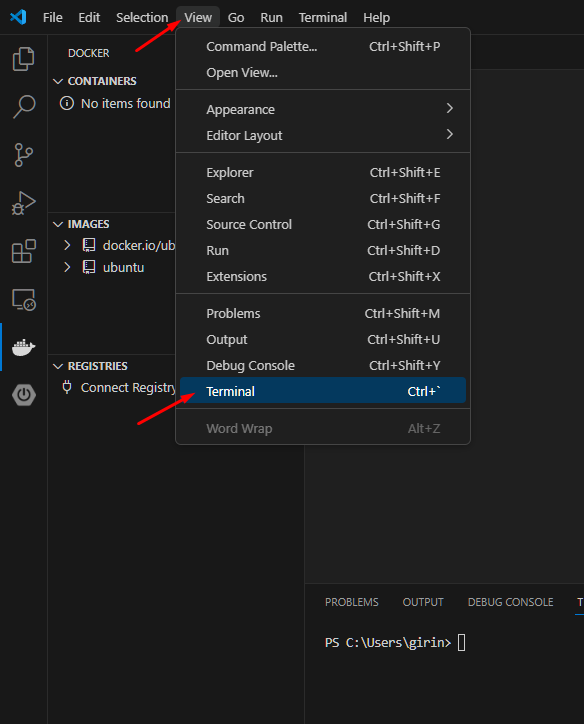 File Edit Selection View Go Run Terminal Help
DOCKER
CONTAINERS
No items found
IMAGES
docker.io/ub
ubuntu
REGISTRIES
Connect Registry
Command Palette... Ctrl+Shift+P
Open View...
Appearance
Editor Layout
Explorer Ctrl+Shift+E
Search Ctrl+Shift+F
Source Control Ctrl+Shift+G
Run Ctrl+Shift+D
Extensions Ctrl+Shift+X
Problems Ctrl+Shift+M
Output Ctrl+Shift+U
Debug Console Ctrl+Shift+Y
Terminal Ctrl+`
Word Wrap Alt+Z
PROBLEMS OUTPUT DEBUG CONSOLE T
PS C:\Users\girin>